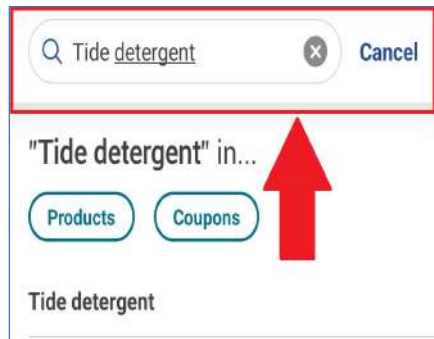 Tide detergent Cancel
"Tide detergent" in...
Products Coupons
Tide detergent